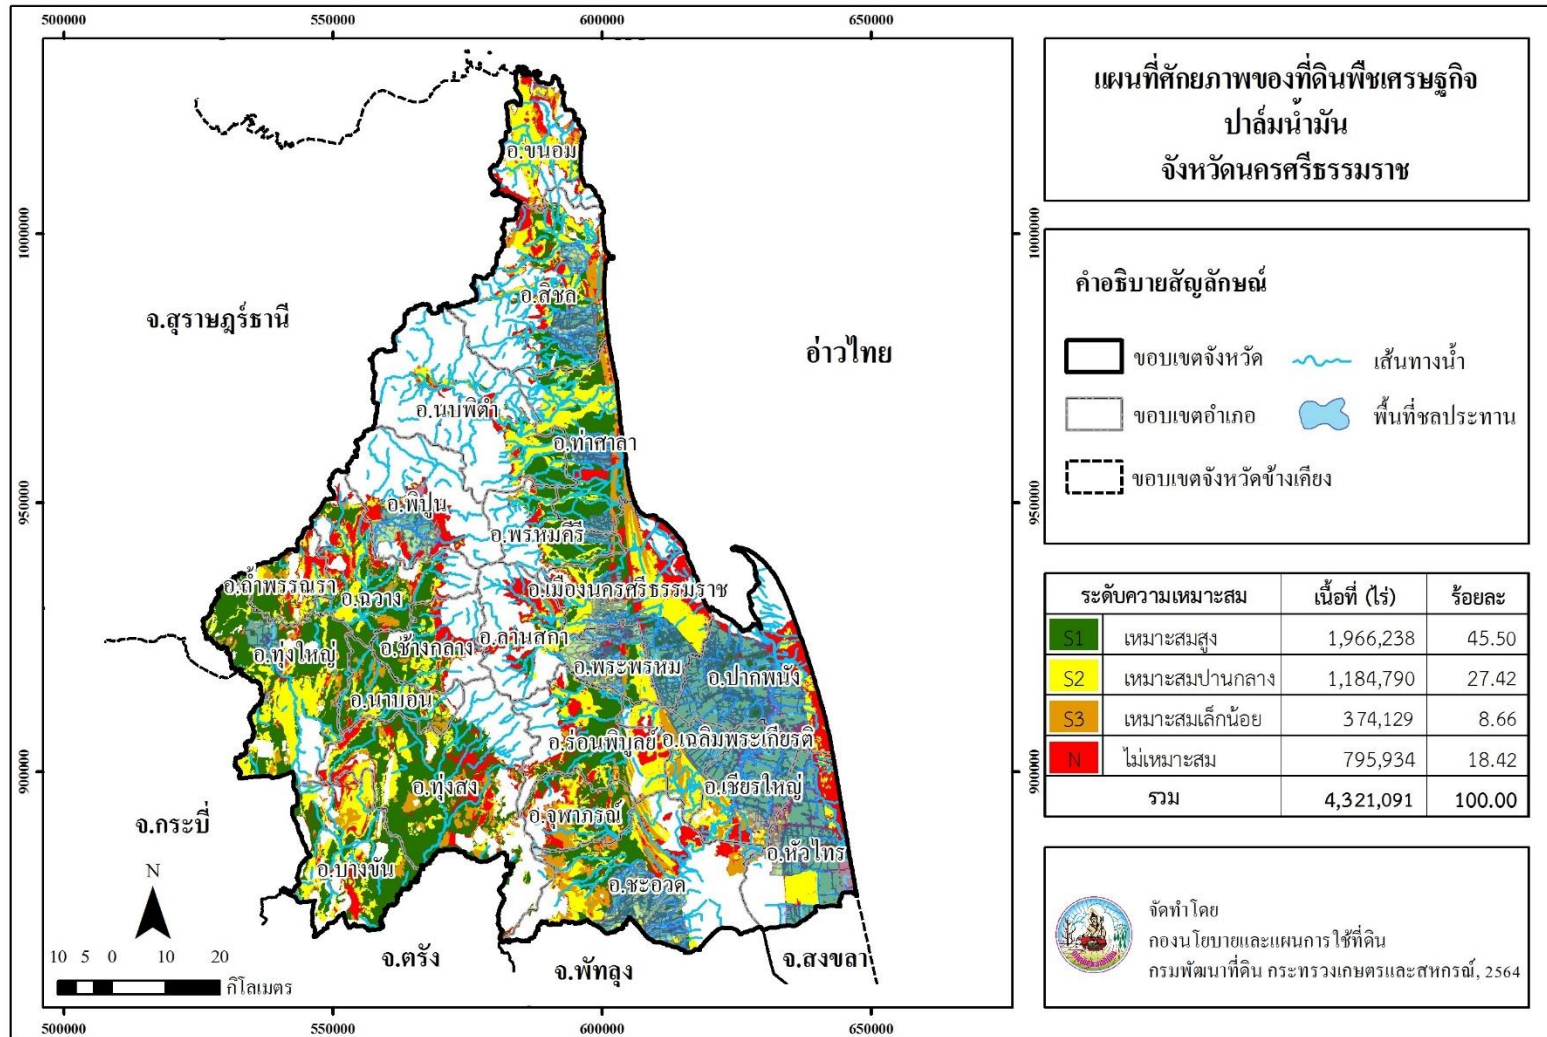 500000
550000
600000
650000
แผนที่ศักยภาพของที่ดินพืชเศรษฐกิจ
ปาล์มน้ำมัน
จังหวัดนครศรีธรรมราช
1000000
1000000
950000
950000
900000
900000
อ.ขนอม
อ.สิชล
จ.สุราษฎร์ธานี
อ่าวไทย
อ.นบพิตำ
อ.ท่าศาลา
อ.พิปูน
อ.พรหมคีรี
อ.ถ้ำพรรณรา
อ.ฉวาง
อ.เมืองนครศรีธรรมราช
อ.ทุ่งใหญ่
อ.ช้างกลาง
อ.ลานสกา
อ.พระพรหม
อ.ปากพนัง
อ.นาบอน
อ.ร่อนพิบูลย์
อ.เฉลิมพระเกียรติ
อ.ทุ่งสง
อ.เชียรใหญ่
จ.กระบี่
อ.จุฬาภรณ์
อ.หัวไทร
อ.บางขัน
อ.ชะอวด
จ.ตรัง
จ.พัทลุง
จ.สงขลา
N
10 5 0 10 20
กิโลเมตร
คำอธิบายสัญลักษณ์
ขอบเขตจังหวัด เส้นทางน้ำ
ขอบเขตอำเภอ พื้นที่ชลประทาน
ขอบเขตจังหวัดข้างเคียง
ระดับความเหมาะสม เนื้อที่ (ไร่) ร้อยละ
S1 เหมาะสมสูง 1,966,238 45.50
S2 เหมาะสมปานกลาง 1,184,790 27.42
S3 เหมาะสมเล็กน้อย 374,129 8.66
N ไม่เหมาะสม 795,934 18.42
รวม 4,321,091 100.00
จัดทำโดย
กองนโยบายและแผนการใช้ที่ดิน
กรมพัฒนาที่ดิน กระทรวงเกษตรและสหกรณ์, 2564
500000
550000
600000
650000